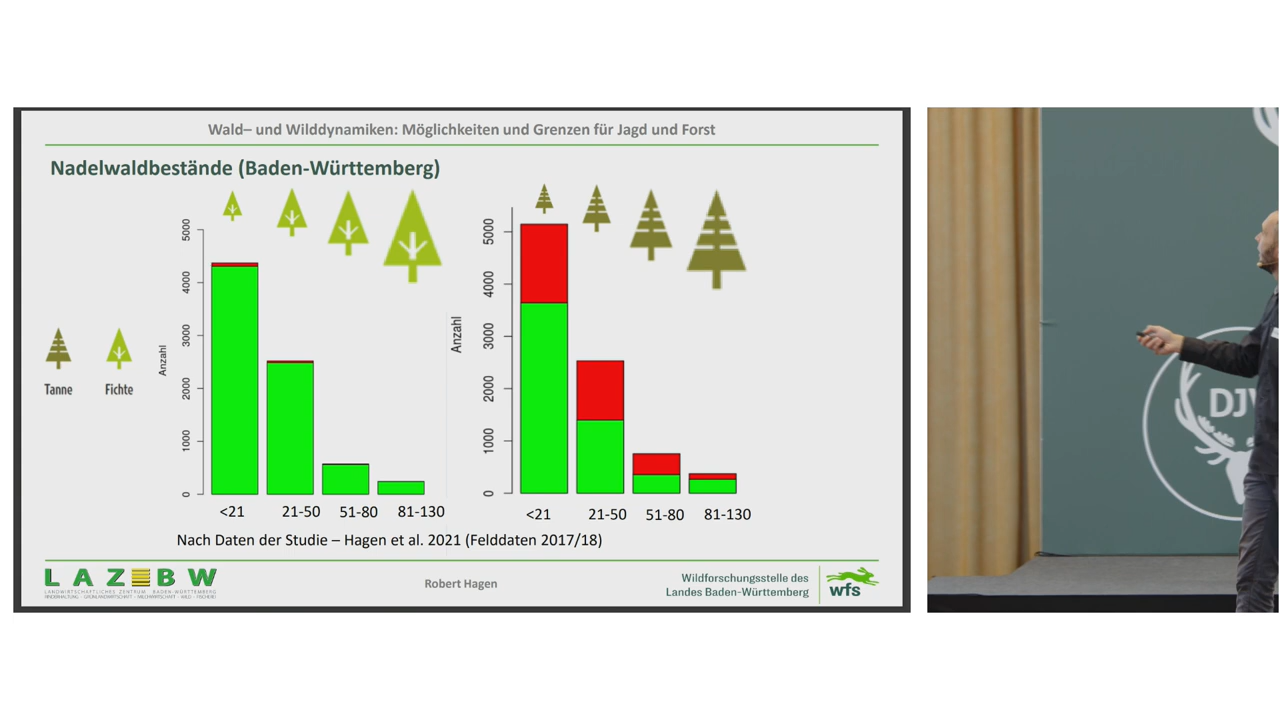 Wald– und Wilddynamiken: Möglichkeiten und Grenzen für Jagd und Forst
Nadelwaldbestände (Baden-Württemberg)
Tanne
Fichte
Anzahl
0
1000
2000
3000
4000
5000
<21
21-50
51-80
81-130
Anzahl
0
1000
2000
3000
4000
5000
<21
21-50
51-80
81-130
Nach Daten der Studie – Hagen et al. 2021 (Felddaten 2017/18)
LAZBW
LANDWIRTSCHAFTLICHES ZENTRUM BADEN-WÜRTTEMBERG
RINDERHALTUNG - GRÜNLANDWIRTSCHAFT - MILCHWIRTSCHAFT - WILD - FISCHEREI
Robert Hagen
Wildforschungsstelle des
Landes Baden-Württemberg
wfs
DJV